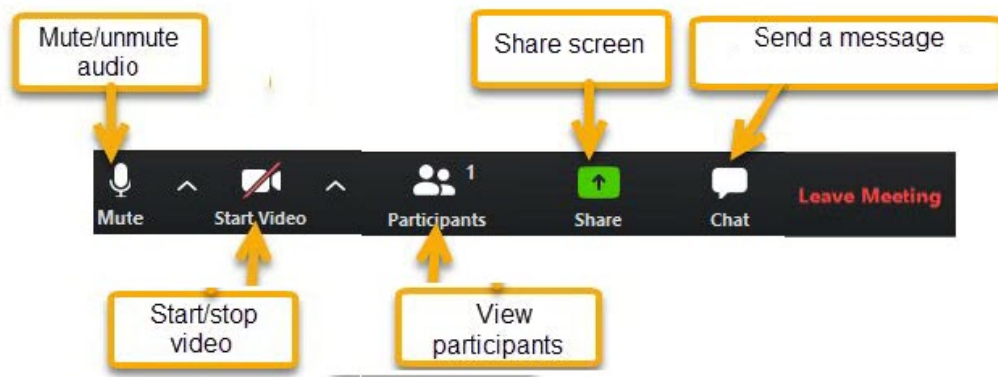 Mute/unmute
audio
Share screen
Send a message
1
Mute
Start Video
Participants
Share
Chat
Leave Meeting
Start/stop
video
View
participants